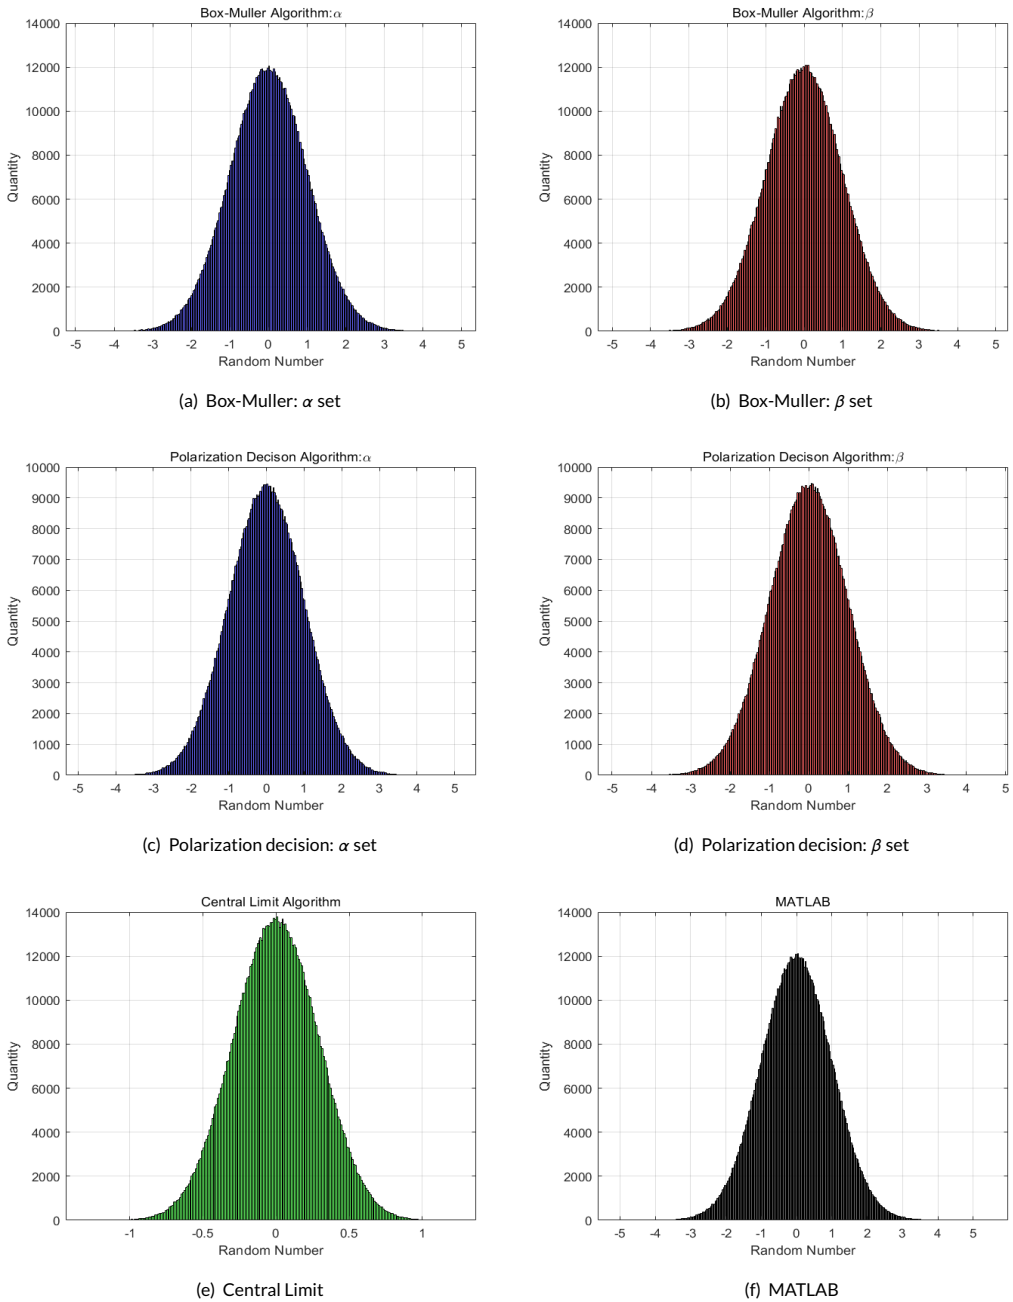 Box-Muller Algorithm:α
14000
12000
10000
8000
6000
4000
2000
0
Quantity
-5 -4 -3 -2 -1 0 1 2 3 4 5
Random Number
(a) Box-Muller: α set
Box-Muller Algorithm:β
14000
12000
10000
8000
6000
4000
2000
0
Quantity
-5 -4 -3 -2 -1 0 1 2 3 4 5
Random Number
(b) Box-Muller: β set
Polarization Decison Algorithm:α
10000
9000
8000
7000
6000
5000
4000
3000
2000
1000
0
Quantity
-5 -4 -3 -2 -1 0 1 2 3 4 5
Random Number
(c) Polarization decision: α set
Polarization Decison Algorithm:β
10000
9000
8000
7000
6000
5000
4000
3000
2000
1000
0
Quantity
-5 -4 -3 -2 -1 0 1 2 3 4 5
Random Number
(d) Polarization decision: β set
Central Limit Algorithm
14000
12000
10000
8000
6000
4000
2000
0
Quantity
-1 -0.5 0 0.5 1
Random Number
(e) Central Limit
MATLAB
14000
12000
10000
8000
6000
4000
2000
0
Quantity
-5 -4 -3 -2 -1 0 1 2 3 4 5
Random Number
(f) MATLAB